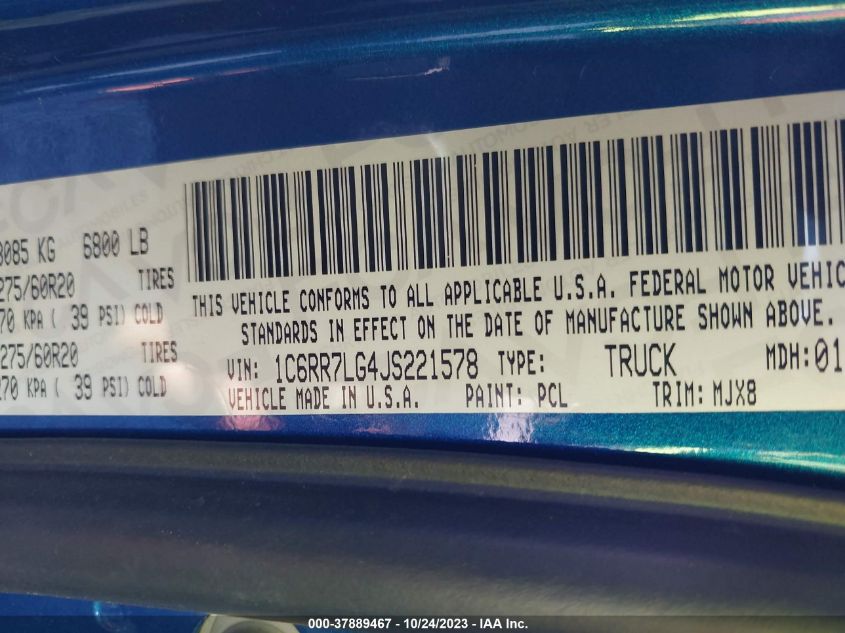 3085 KG 6800 LB
275/60R20 TIRES
70 KPA ( 39 PSI) COLD
275/60R20 TIRES
270 KPA ( 39 PSI) COLD
THIS VEHICLE CONFORMS TO ALL APPLICABLE U.S.A. FEDERAL MOTOR VEHIC
STANDARDS IN EFFECT ON THE DATE OF MANUFACTURE SHOWN ABOVE.
VIN: 1C6RR7LG4JS221578 TYPE: TRUCK MDH:01
VEHICLE MADE IN U.S.A. PAINT: PCL TRIM: MJX8
000-37889467 - 10/24/2023 - IAA Inc.